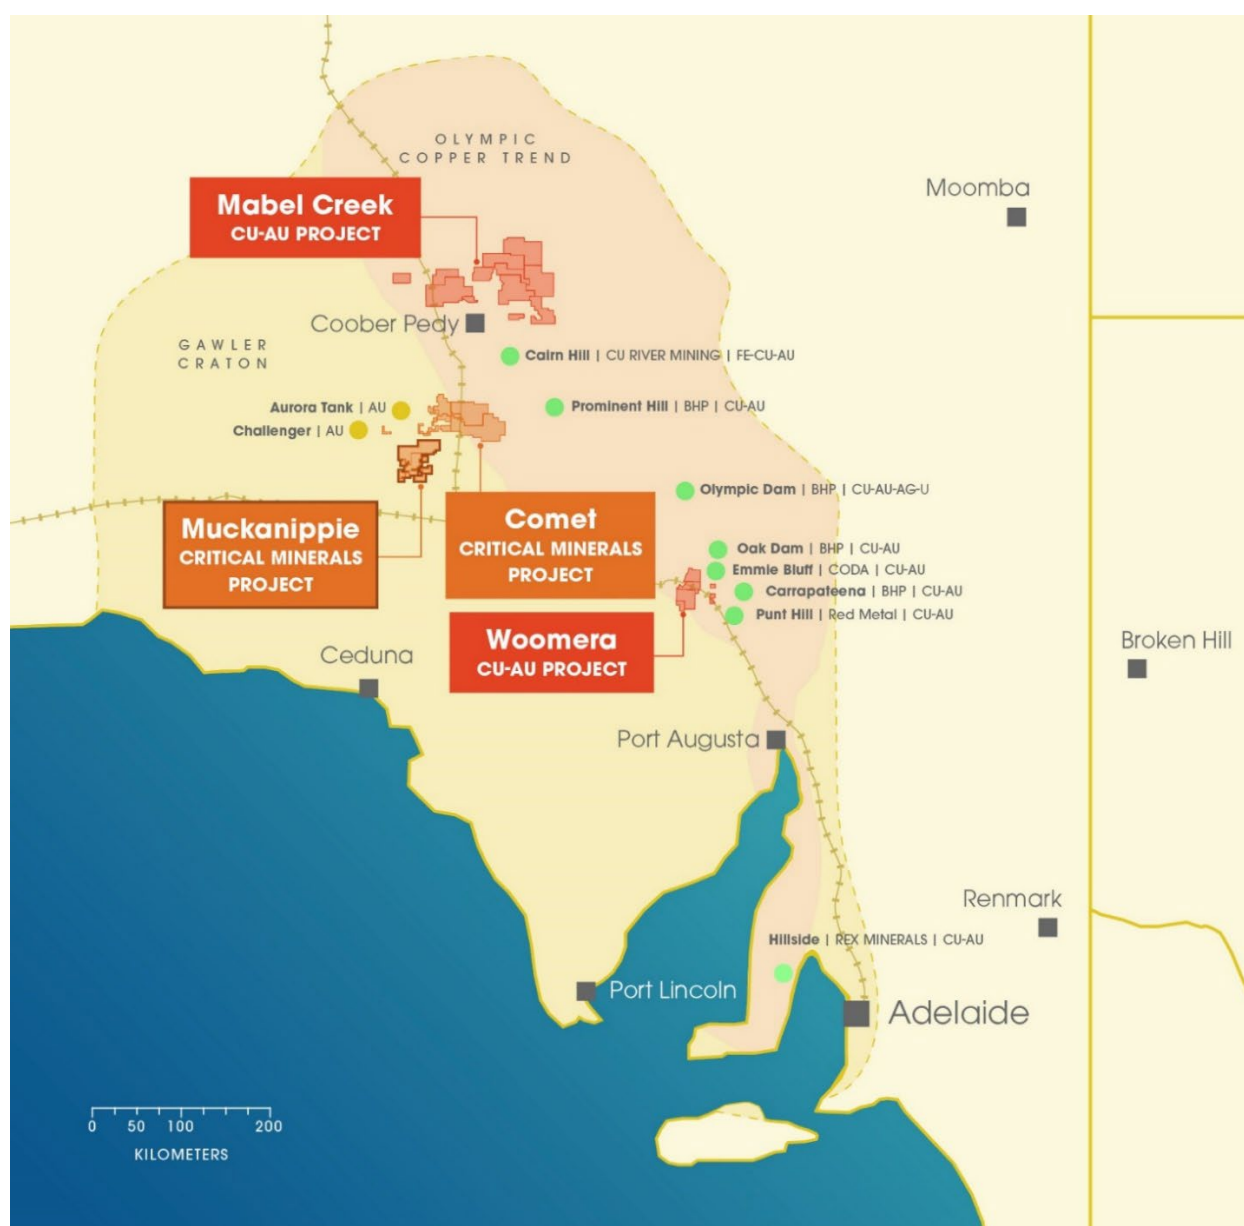 OLYMPIC
COPPER TREND
Moomba
Mabel Creek
CU-AU PROJECT
Coober Pedy
GAWLER
CRATON
Cairn Hill | CU RIVER MINING | FE-CU-AU
Aurora Tank | AU
Prominent Hill | BHP | CU-AU
Challenger | AU
Olympic Dam | BHP | CU-AU-AG-U
Muckanippie
CRITICAL MINERALS
PROJECT
Comet
CRITICAL MINERALS
PROJECT
Oak Dam | BHP | CU-AU
Emmie Bluff | CODA | CU-AU
Carrapateena | BHP | CU-AU
Punt Hill | Red Metal | CU-AU
Woomera
CU-AU PROJECT
Broken Hill
Ceduna
Port Augusta
Renmark
Hillside | REX MINERALS | CU-AU
Port Lincoln
Adelaide
0 50 100 200
KILOMETERS